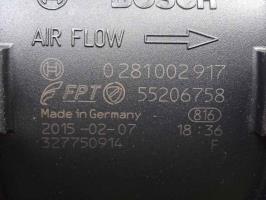 BOSCH
AIR FLOW
0 281 002 917
FPT 55206758
Made in Germany 816
2015-02-07 18:36
327750914 F